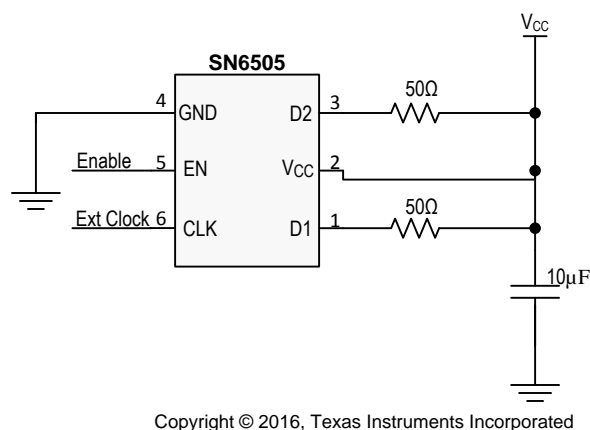 VCC
SN6505
50Ω
4 GND D2 3
Enable 5 EN VCC 2
Ext Clock 6 CLK D1 1
50Ω
10µF
Copyright © 2016, Texas Instruments Incorporated